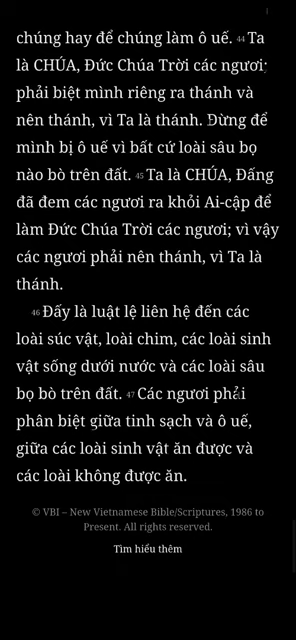 chúng hay để chúng làm ô uế. 44 Ta
là CHÚA, Đức Chúa Trời các ngươi;
phải biệt mình riêng ra thánh và
nên thánh, vì Ta là thánh. Đừng để
mình bị ô uế vì bất cứ loài sâu bọ
nào bò trên đất. 45 Ta là CHÚA, Đấng
đã đem các ngươi ra khỏi Ai-cập để
làm Đức Chúa Trời các ngươi; vì vậy
các ngươi phải nên thánh, vì Ta là
thánh.
46 Đấy là luật lệ liên hệ đến các
loài súc vật, loài chim, các loài sinh
vật sống dưới nước và các loài sâu
bọ bò trên đất. 47 Các ngươi phải
phân biệt giữa tinh sạch và ô uế,
giữa các loài sinh vật ăn được và
các loài không được ăn.
© VBI – New Vietnamese Bible/Scriptures, 1986 to
Present. All rights reserved.
Tìm hiểu thêm